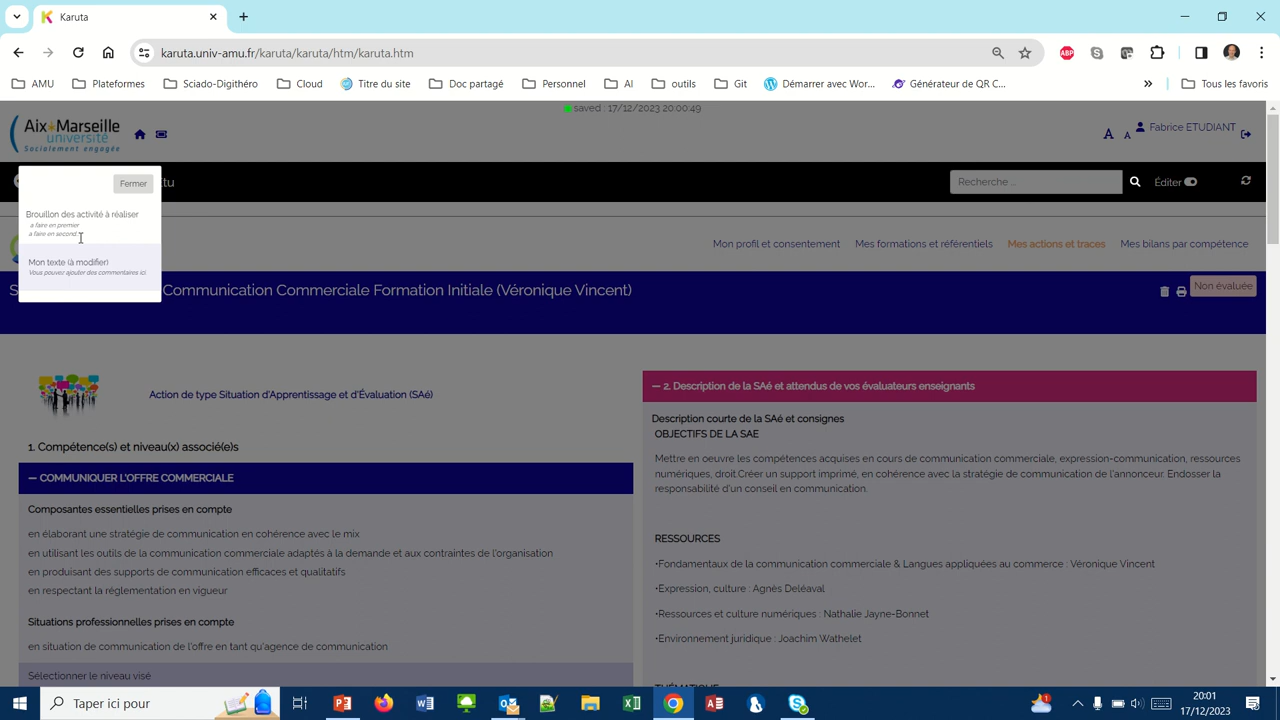 Karuta
karuta.univ-amu.fr/karuta/karuta/htm/karuta.htm
AMU
Plateformes
Sciado-Digithéro
Cloud
Titre du site
Doc partagé
Personnel
AI
outils
Git
Démarrer avec Wor...
Générateur de QR C...
»
Tous les favoris
saved : 17/12/2023 20:00:49
Aix*Marseille
université
Socialement engagée
A
A
Fabrice ETUDIANT
tu
Recherche ...
Éditer
Fermer
Brouillon des activité à réaliser
a faire en premier
a faire en second
Mon texte (à modifier)
Vous pouvez ajouter des commentaires ici.
Mon profil et consentement
Mes formations et référentiels
Mes actions et traces
Mes bilans par compétence
Communication Commerciale Formation Initiale (Véronique Vincent)
Non évaluée
Action de type Situation d'Apprentissage et d'Évaluation (SAé)
1. Compétence(s) et niveau(x) associé(e)s
— COMMUNIQUER L'OFFRE COMMERCIALE
Composantes essentielles prises en compte
en élaborant une stratégie de communication en cohérence avec le mix
en utilisant les outils de la communication commerciale adaptés à la demande et aux contraintes de l'organisation
en produisant des supports de communication efficaces et qualitatifs
en respectant la réglementation en vigueur
Situations professionnelles prises en compte
en situation de communication de l'offre en tant qu'agence de communication
Sélectionner le niveau visé
— 2. Description de la SAé et attendus de vos évaluateurs enseignants
Description courte de la SAé et consignes
OBJECTIFS DE LA SAE
Mettre en oeuvre les compétences acquises en cours de communication commerciale, expression-communication, ressources
numériques, droit.Créer un support imprimé, en cohérence avec la stratégie de communication de l'annonceur. Endosser la
responsabilité d'un conseil en communication.
RESSOURCES
•Fondamentaux de la communication commerciale & Langues appliquées au commerce : Véronique Vincent
•Expression, culture : Agnès Deléaval
•Ressources et culture numériques : Nathalie Jayne-Bonnet
•Environnement juridique : Joachim Wathelet
THÉMATIQUE
Taper ici pour
20:01
17/12/2023